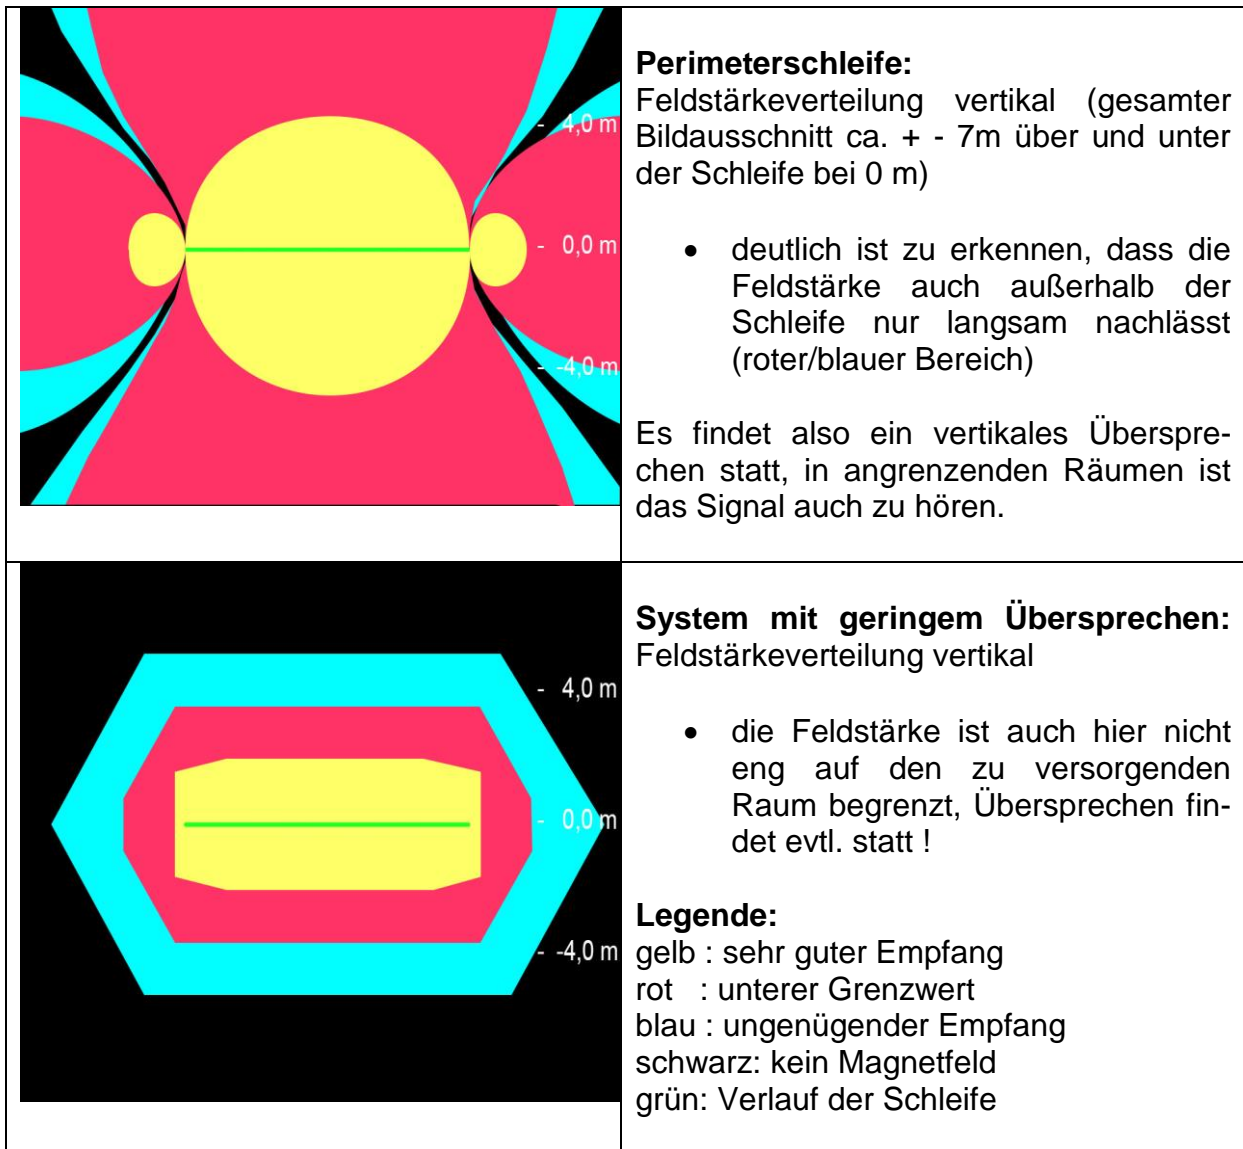 - 4,0 m
- 0,0 m
- -4,0 m
Perimeterschleife:
Feldstärkeverteilung vertikal (gesamter
Bildausschnitt ca. + - 7m über und unter
der Schleife bei 0 m)
• deutlich ist zu erkennen, dass die
Feldstärke auch außerhalb der
Schleife nur langsam nachlässt
(roter/blauer Bereich)
Es findet also ein vertikales Überspre-
chen statt, in angrenzenden Räumen ist
das Signal auch zu hören.
- 4,0 m
- 0,0 m
- -4,0 m
System mit geringem Übersprechen:
Feldstärkeverteilung vertikal
• die Feldstärke ist auch hier nicht
eng auf den zu versorgenden
Raum begrenzt, Übersprechen fin-
det evtl. statt !
Legende:
gelb : sehr guter Empfang
rot : unterer Grenzwert
blau : ungenügender Empfang
schwarz: kein Magnetfeld
grün: Verlauf der Schleife